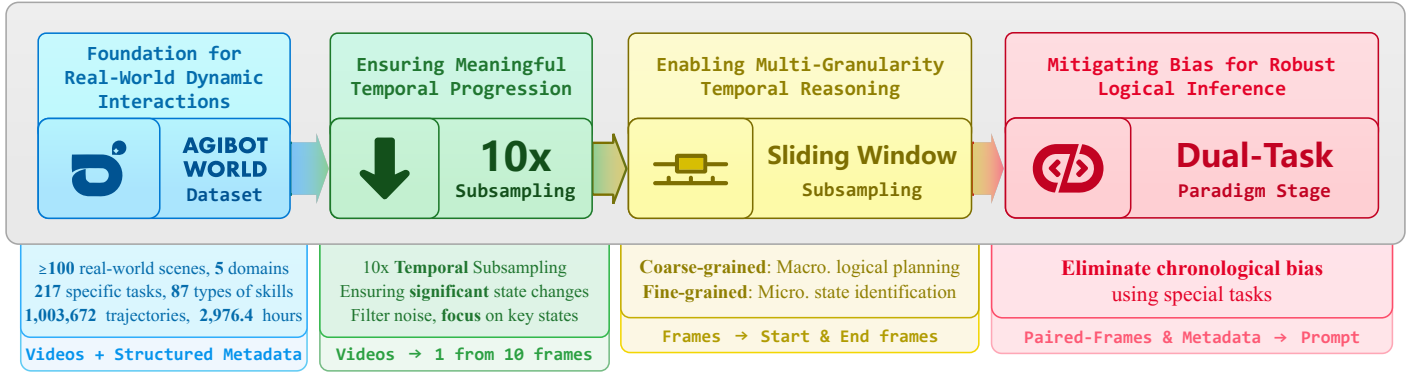 Foundation for
Real-World Dynamic
Interactions
AGIBOT
WORLD
Dataset
≥100 real-world scenes, 5 domains
217 specific tasks, 87 types of skills
1,003,672 trajectories, 2,976.4 hours
Videos + Structured Metadata
Ensuring Meaningful
Temporal Progression
10x
Subsampling
10x Temporal Subsampling
Ensuring significant state changes
Filter noise, focus on key states
Videos → 1 from 10 frames
Enabling Multi-Granularity
Temporal Reasoning
Sliding Window
Subsampling
Coarse-grained: Macro. logical planning
Fine-grained: Micro. state identification
Frames → Start & End frames
Mitigating Bias for Robust
Logical Inference
Dual-Task
Paradigm Stage
Eliminate chronological bias
using special tasks
Paired-Frames & Metadata → Prompt